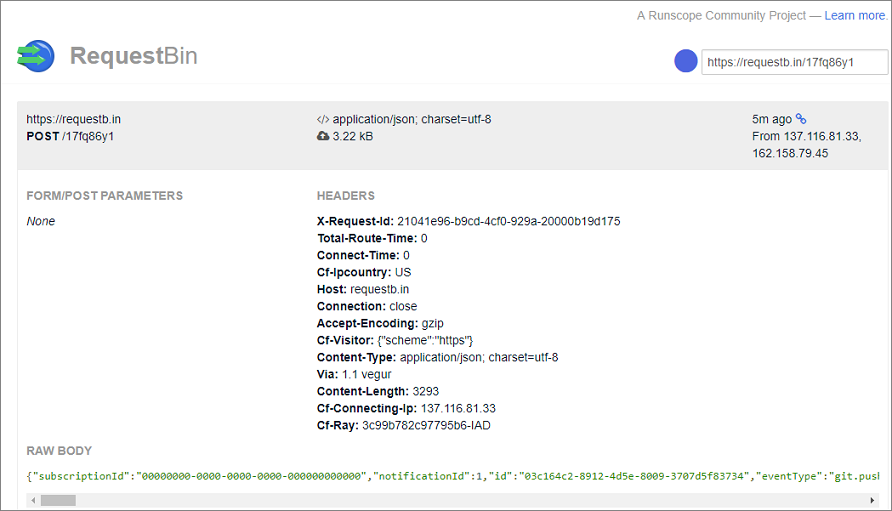 A Runscope Community Project — Learn more.
RequestBin
https://requestb.in/17fq86y1
https://requestb.in
POST /17fq86y1
</> application/json; charset=utf-8
3.22 kB
5m ago
From 137.116.81.33,
162.158.79.45
FORM/POST PARAMETERS
None
HEADERS
X-Request-Id: 21041e96-b9cd-4cf0-929a-20000b19d175
Total-Route-Time: 0
Connect-Time: 0
Cf-Ipcountry: US
Host: requestb.in
Connection: close
Accept-Encoding: gzip
Cf-Visitor: {"scheme":"https"}
Content-Type: application/json; charset=utf-8
Via: 1.1 vegur
Content-Length: 3293
Cf-Connecting-Ip: 137.116.81.33
Cf-Ray: 3c99b782c97795b6-IAD
RAW BODY
{"subscriptionId":"00000000-0000-0000-0000-000000000000","notificationId":1,"id":"03c164c2-8912-4d5e-8009-3707d5f83734","eventType":"git.push